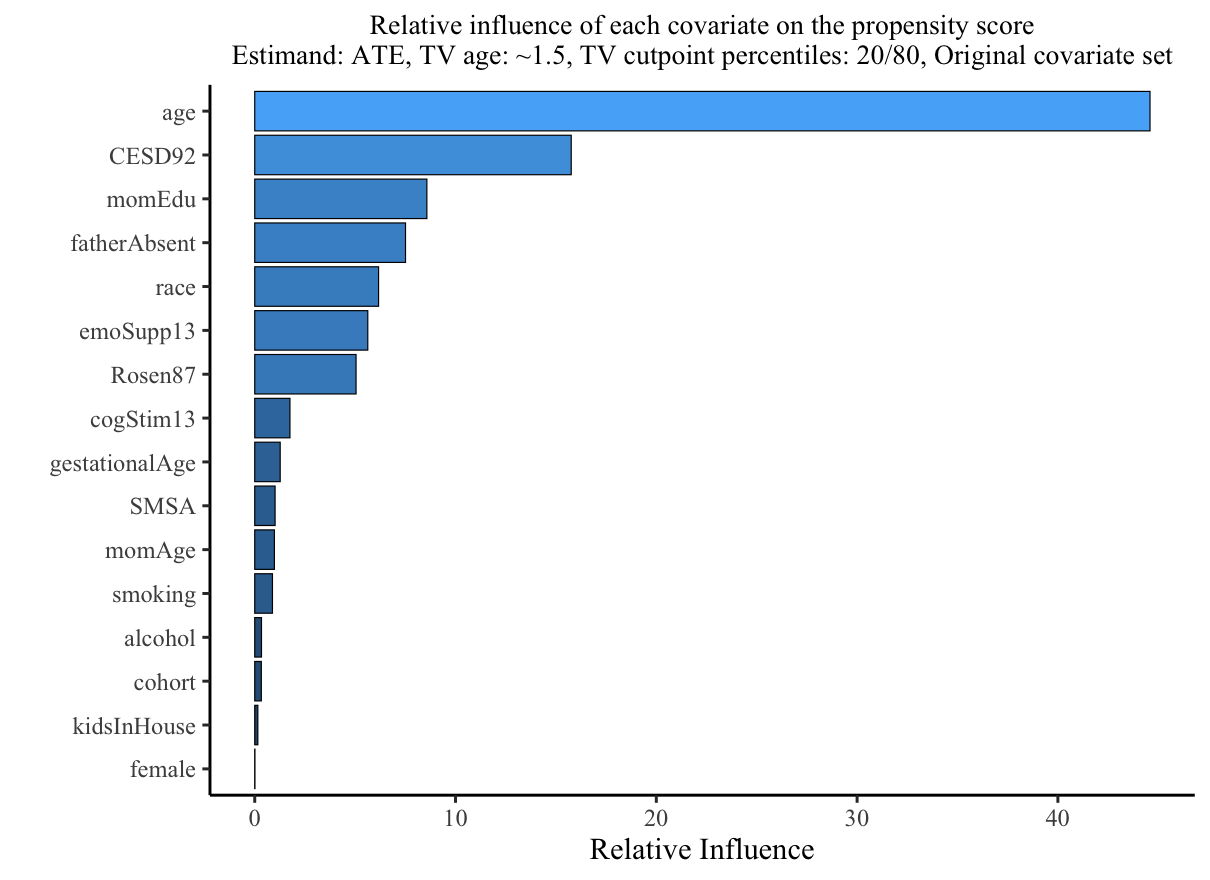 Relative influence of each covariate on the propensity score
Estimand: ATE, TV age: ~1.5, TV cutpoint percentiles: 20/80, Original covariate set
age
CESD92
momEdu
fatherAbsent
race
emoSupp13
Rosen87
cogStim13
gestationalAge
SMSA
momAge
smoking
alcohol
cohort
kidsInHouse
female
0 10 20 30 40
Relative Influence